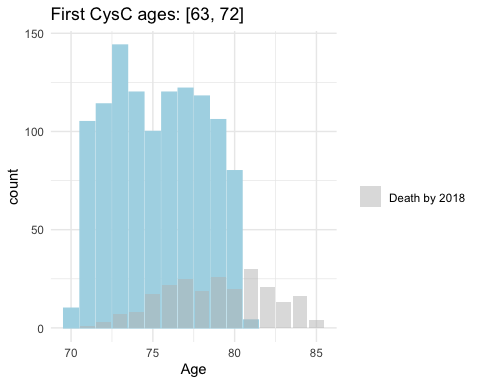 First CysC ages: [63, 72]
150
100
50
0
count
70 75 80 85
Age
Death by 2018